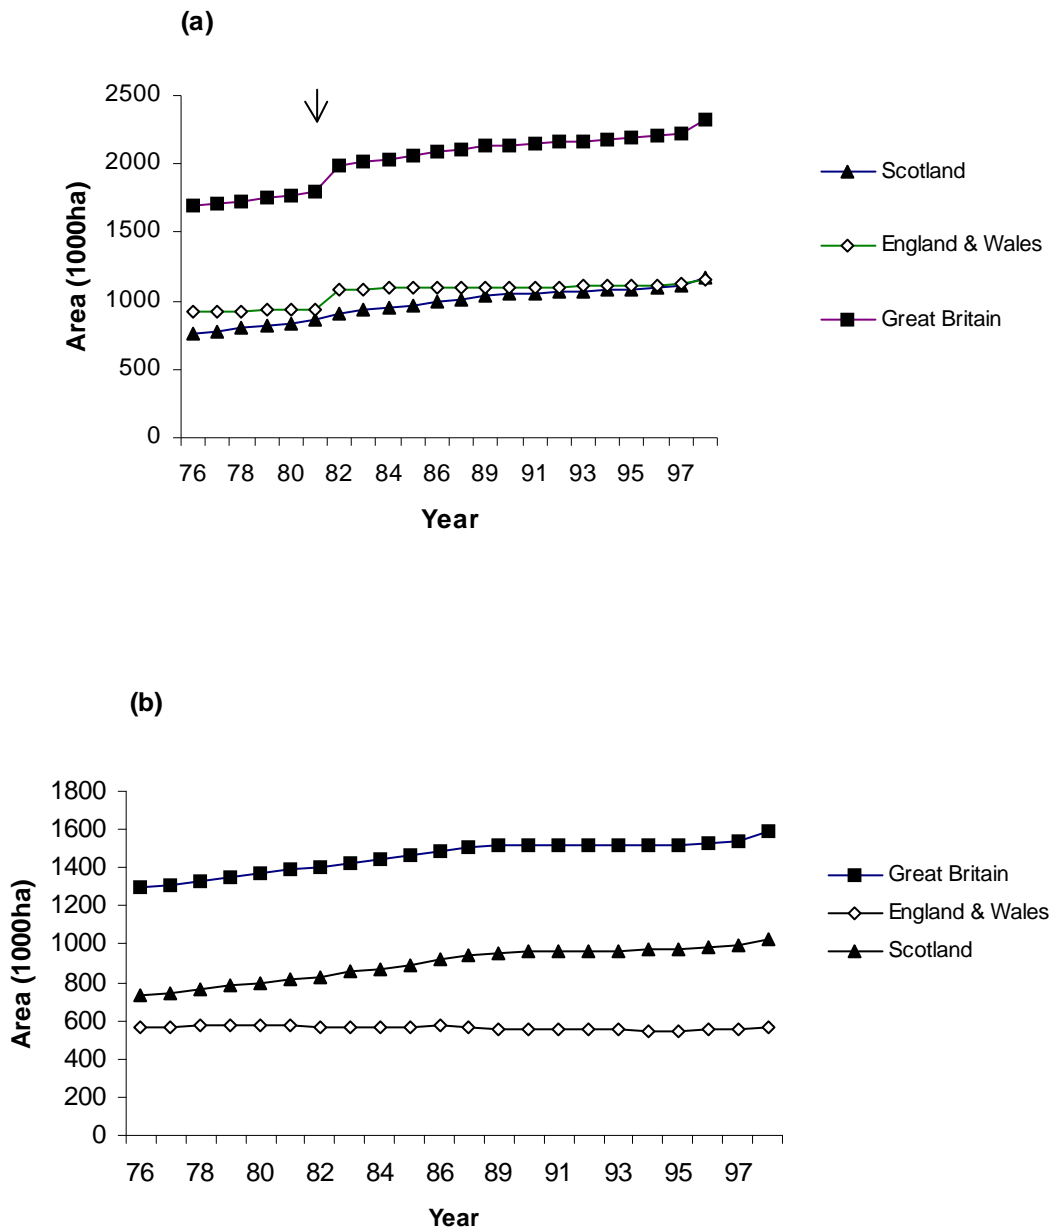 (a)
Area (1000ha)
2500
2000
1500
1000
500
0
76 78 80 82 84 86 89 91 93 95 97
Year
Scotland
England & Wales
Great Britain
(b)
Area (1000ha)
1800
1600
1400
1200
1000
800
600
400
200
0
76 78 80 82 84 86 89 91 93 95 97
Year
Great Britain
England & Wales
Scotland